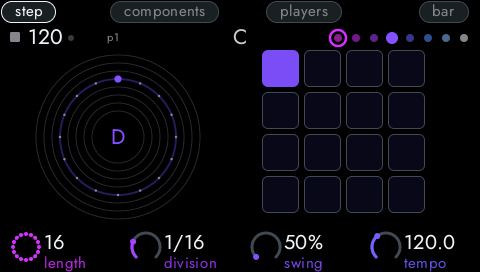 step components players bar
120 p1 C
D
16 1/16 50% 120.0
length division swing tempo